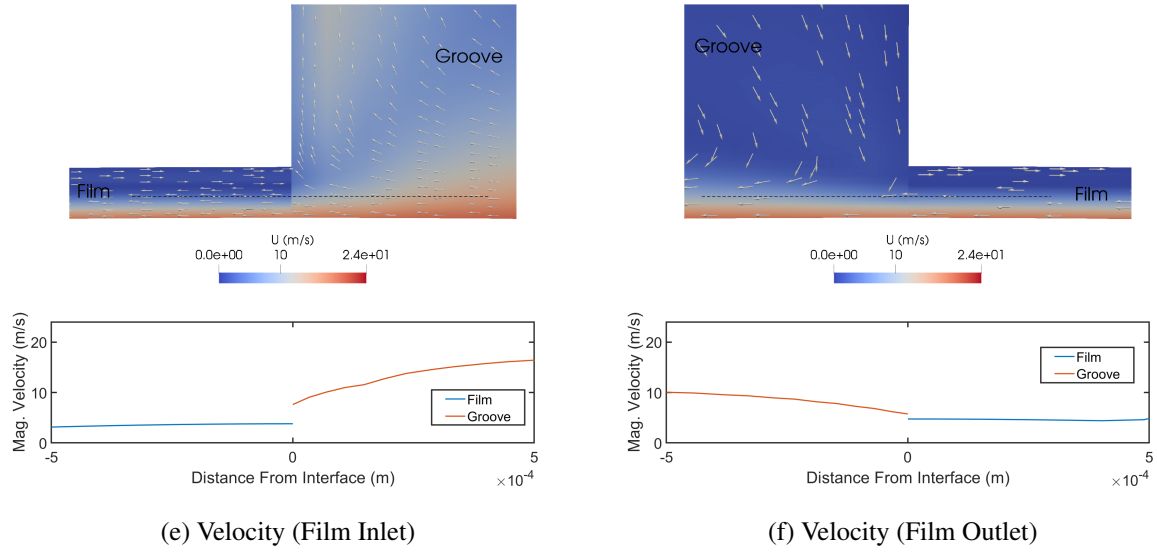 Groove
Film
U (m/s)
0.0e+00 10 2.4e+01
Mag. Velocity (m/s)
20
10
0
Film
Groove
-5 0 5
Distance From Interface (m)
×10-4
(e) Velocity (Film Inlet)
Groove
Film
U (m/s)
0.0e+00 10 2.4e+01
Mag. Velocity (m/s)
20
10
0
Film
Groove
-5 0 5
Distance From Interface (m)
×10-4
(f) Velocity (Film Outlet)